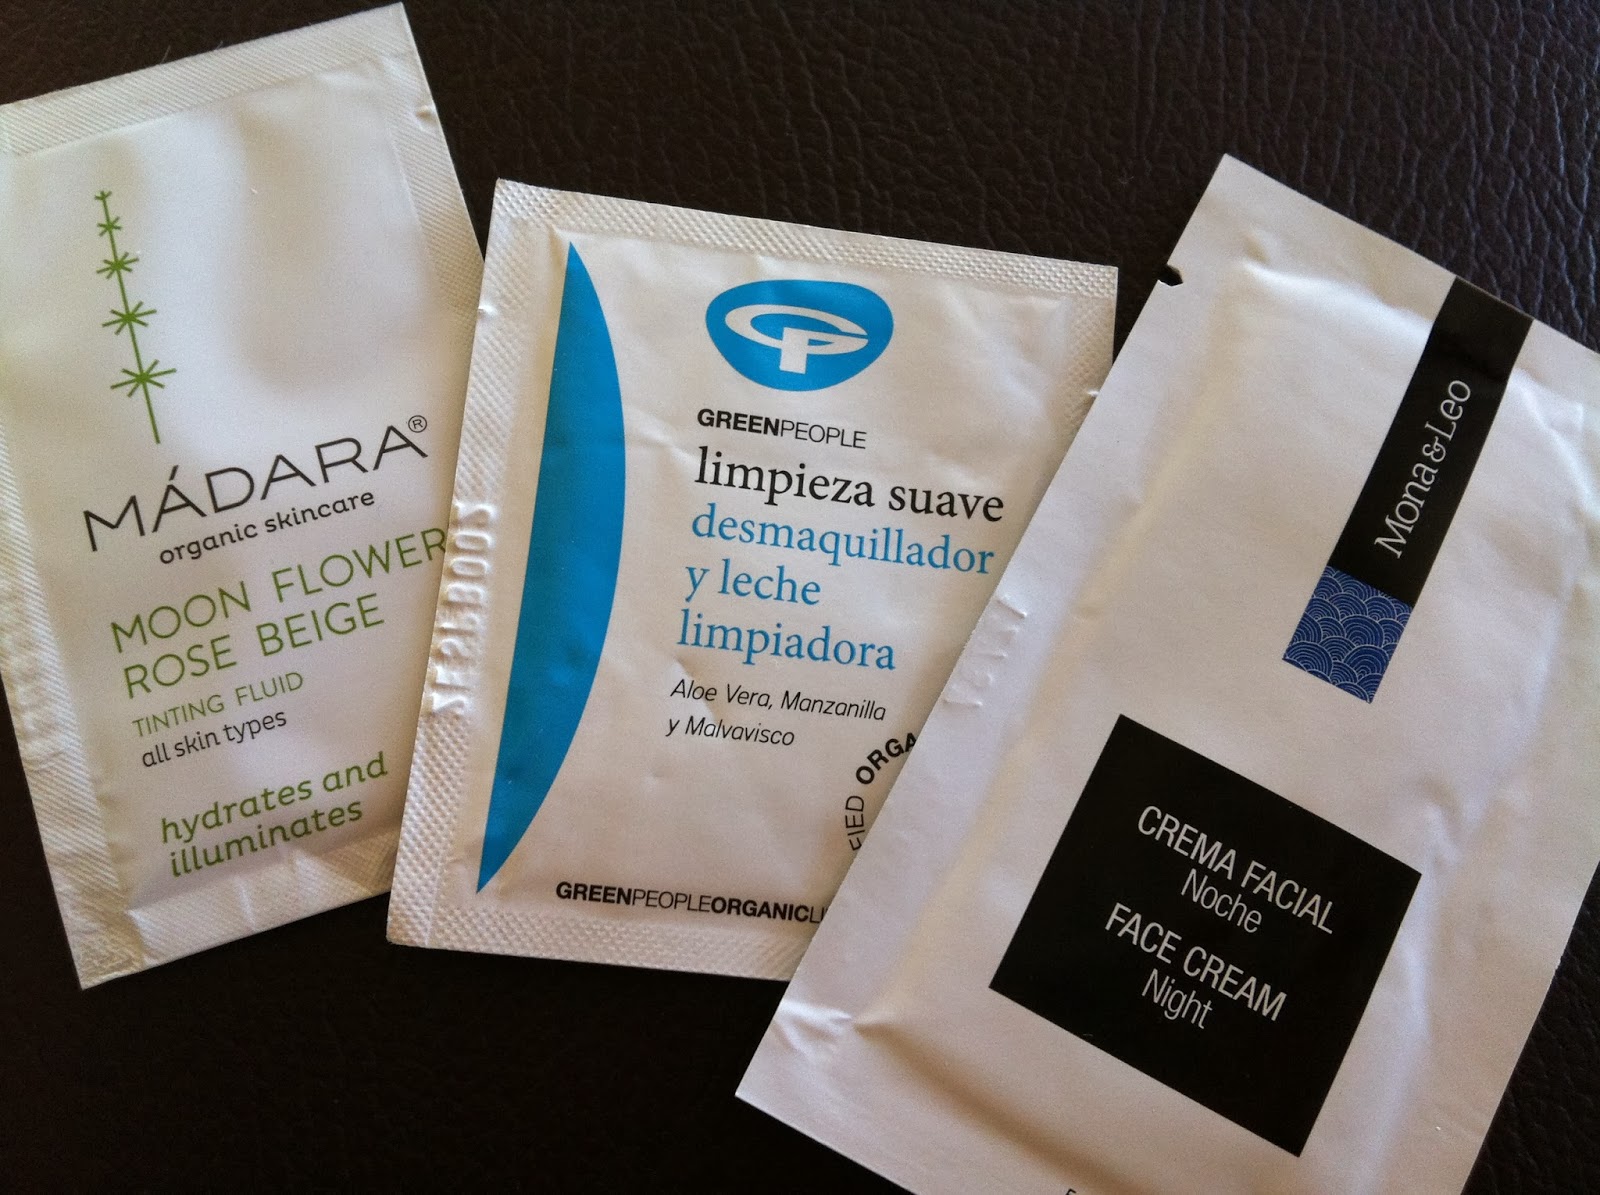 MÁDARA®
organic skincare
MOON FLOWER
ROSE BEIGE
TINTING FLUID
all skin types
hydrates and
illuminates
GREENPEOPLE
limpieza suave
desmaquillador
y leche
limpiadora
Aloe Vera, Manzanilla
y Malvavisco
GREENPEOPLEORGANICLI
Mona&Leo
CREMA FACIAL
Noche
FACE CREAM
Night